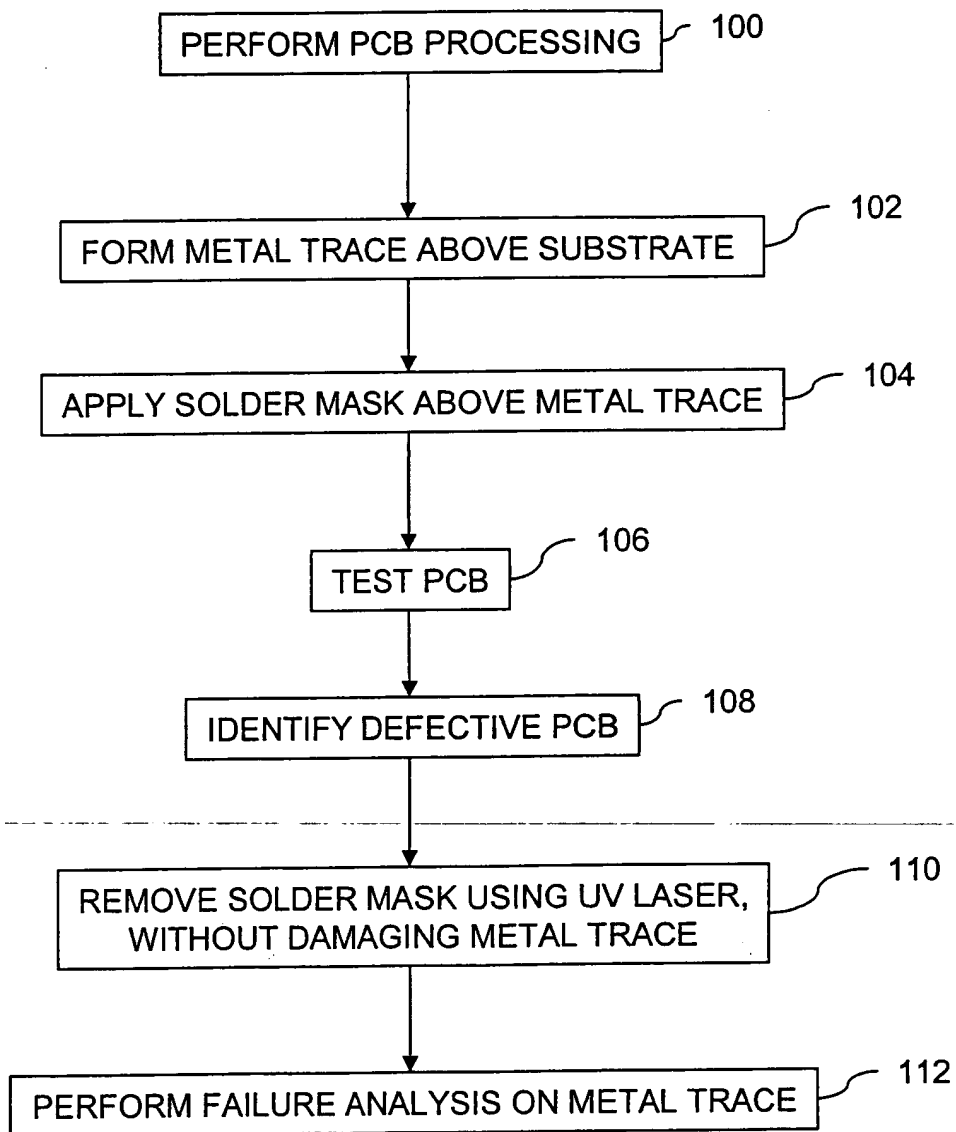 PERFORM PCB PROCESSING
100
FORM METAL TRACE ABOVE SUBSTRATE
102
APPLY SOLDER MASK ABOVE METAL TRACE
104
TEST PCB
106
IDENTIFY DEFECTIVE PCB
108
REMOVE SOLDER MASK USING UV LASER,
WITHOUT DAMAGING METAL TRACE
110
PERFORM FAILURE ANALYSIS ON METAL TRACE
112